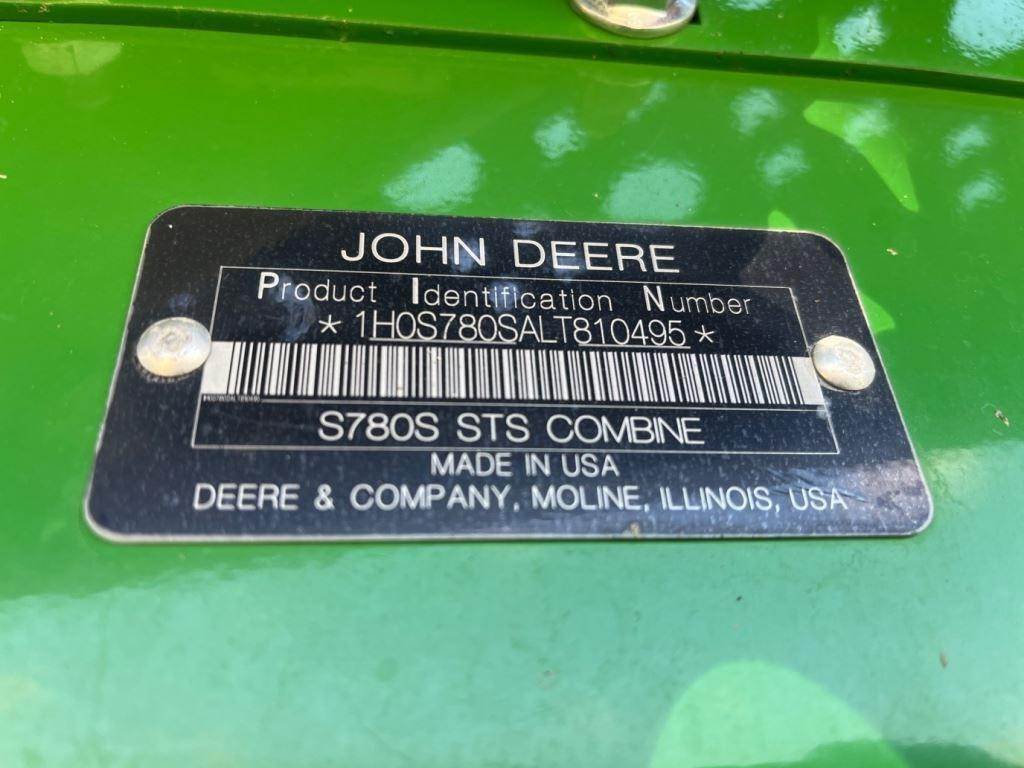 JOHN DEERE
Product Identification Number
*1H0S780SALT810495*
S780S STS COMBINE
MADE IN USA
DEERE & COMPANY, MOLINE, ILLINOIS, USA